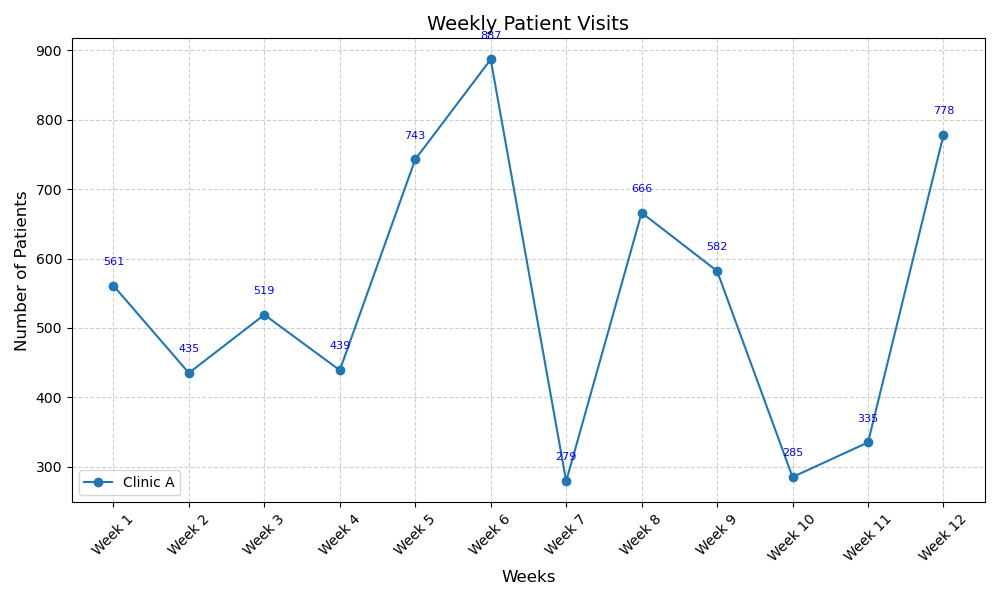 Weekly Patient Visits
Number of Patients
900
800
700
600
500
400
300
561
435
519
439
743
887
279
666
582
285
335
778
Clinic A
Week 1
Week 2
Week 3
Week 4
Week 5
Week 6
Week 7
Week 8
Week 9
Week 10
Week 11
Week 12
Weeks